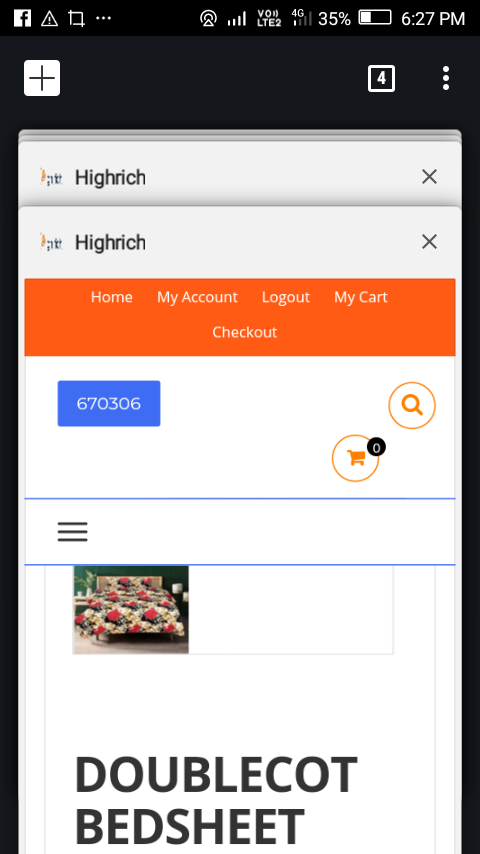 VO)) LTE2 4G 35% 6:27 PM
4
Highrich
Highrich
Home My Account Logout My Cart
Checkout
670306
0
DOUBLECOT
BEDSHEET